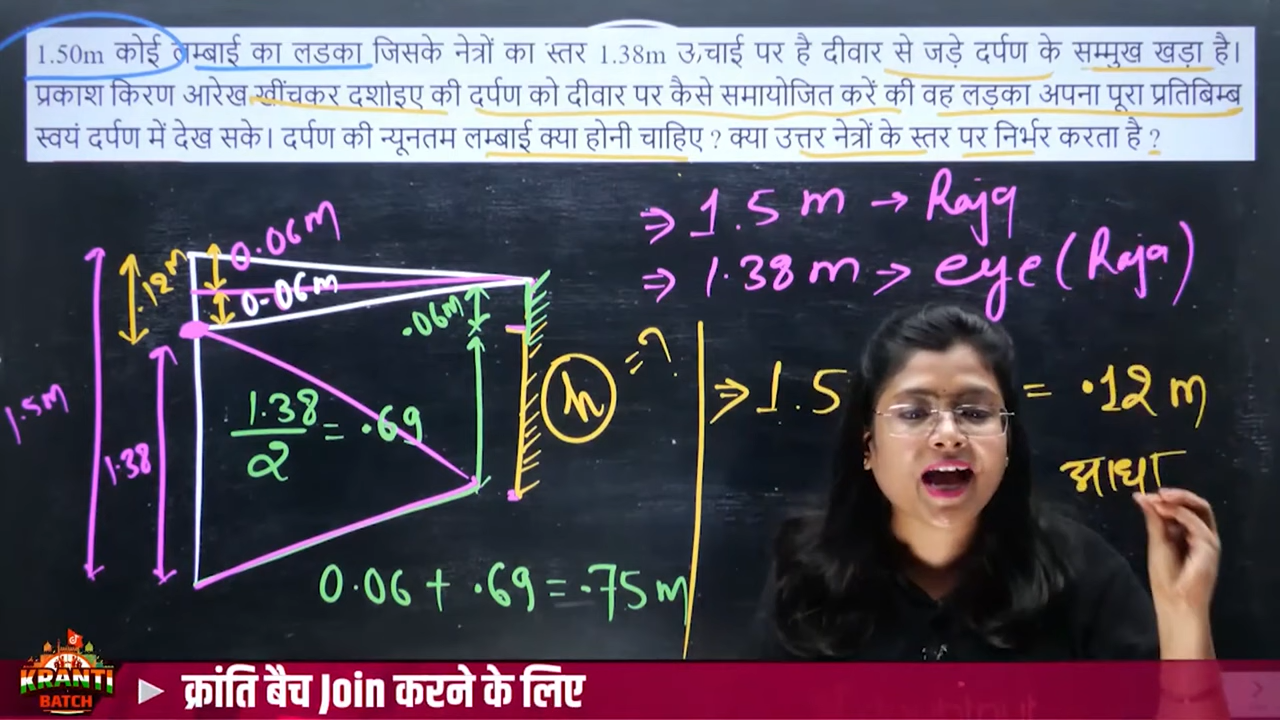 1.50m कोई लम्बाई का लडका जिसके नेत्रों का स्तर 1.38m ऊ,चाई पर है दीवार से जड़े दर्पण के सम्मुख खड़ा है।
प्रकाश किरण आरेख खींचकर दर्शाइए की दर्पण को दीवार पर कैसे समायोजित करें की वह लड़का अपना पूरा प्रतिबिम्ब
स्वयं दर्पण में देख सके। दर्पण की न्यूनतम लम्बाई क्या होनी चाहिए ? क्या उत्तर नेत्रों के स्तर पर निर्भर करता है ?
⇒ 1.5 m → Raja
⇒ 1.38 m → eye (Raja)
0.06m
.12m
0.06m
.06m
h = ?
⇒ 1.5
= .12 m
आधा
1.5m
1.38
1.38/2 = .69
0.06 + .69 = .75 m
KRANTI
BATCH
क्रांति बैच Join करने के लिए